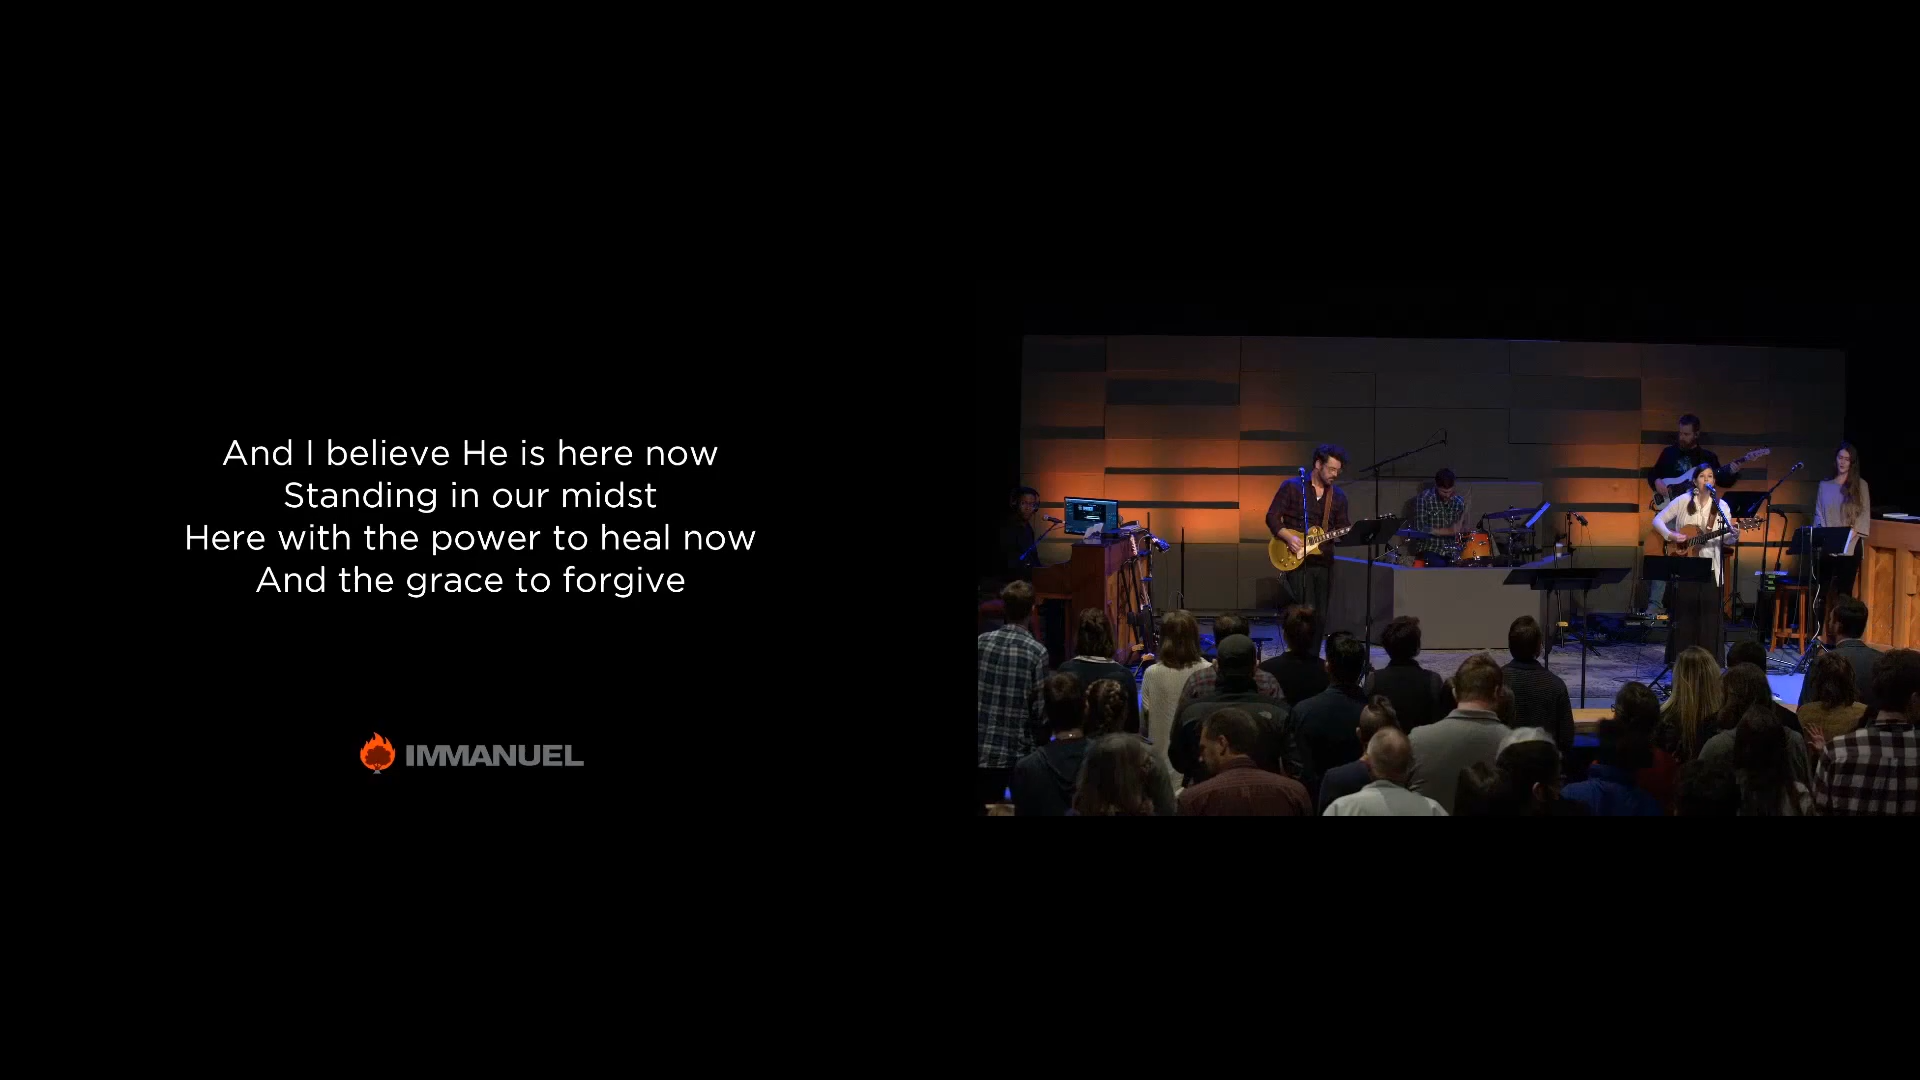 And I believe He is here now
Standing in our midst
Here with the power to heal now
And the grace to forgive
IMMANUEL